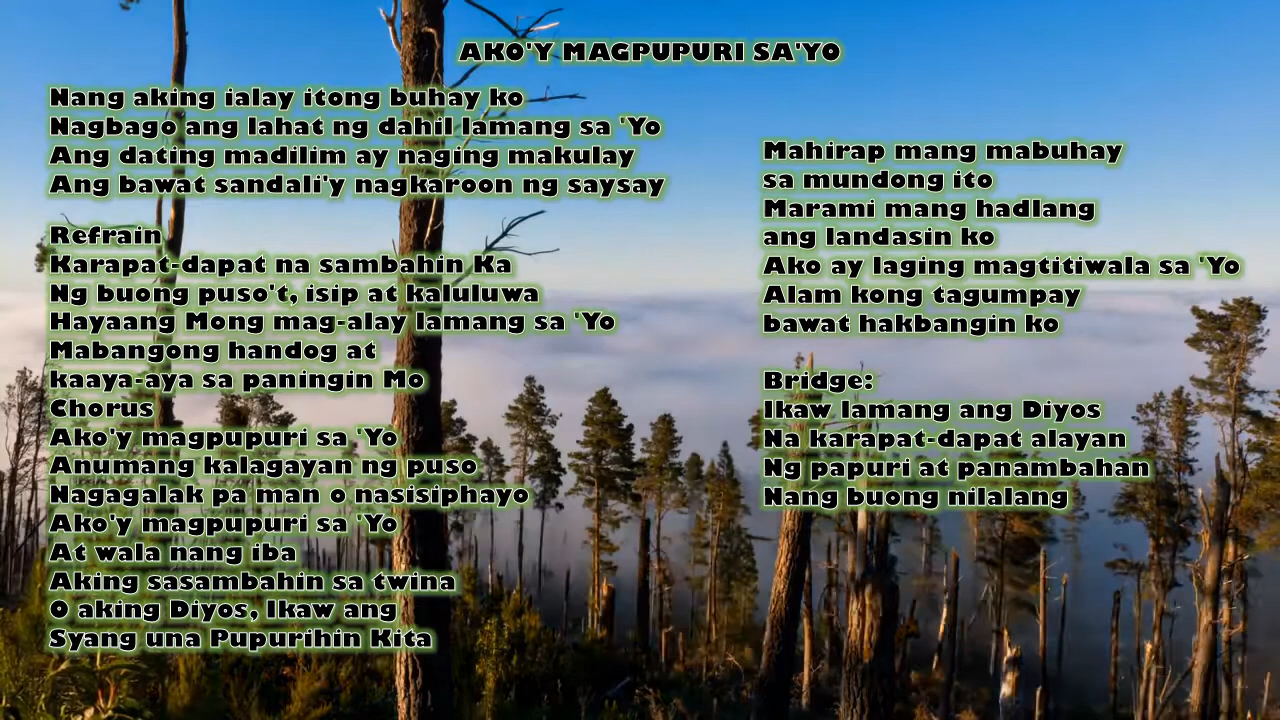 AKO'Y MAGPUPURI SA'YO
Nang aking ialay itong buhay ko
Nagbago ang lahat ng dahil lamang sa 'Yo
Ang dating madilim ay naging makulay
Ang bawat sandali'y nagkaroon ng saysay
Refrain
Karapat-dapat na sambahin Ka
Ng buong puso't, isip at kaluluwa
Hayaang Mong mag-alay lamang sa 'Yo
Mabangong handog at
kaaya-aya sa paningin Mo
Chorus
Ako'y magpupuri sa 'Yo
Anumang kalagayan ng puso
Nagagalak pa man o nasisiphayo
Ako'y magpupuri sa 'Yo
At wala nang iba
Aking sasambahin sa twina
O aking Diyos, Ikaw ang
Syang una Pupurihin Kita
Mahirap mang mabuhay
sa mundong ito
Marami mang hadlang
ang landasin ko
Ako ay laging magtitiwala sa 'Yo
Alam kong tagumpay
bawat hakbangin ko
Bridge:
Ikaw lamang ang Diyos
Na karapat-dapat alayan
Ng papuri at panambahan
Nang buong nilalang